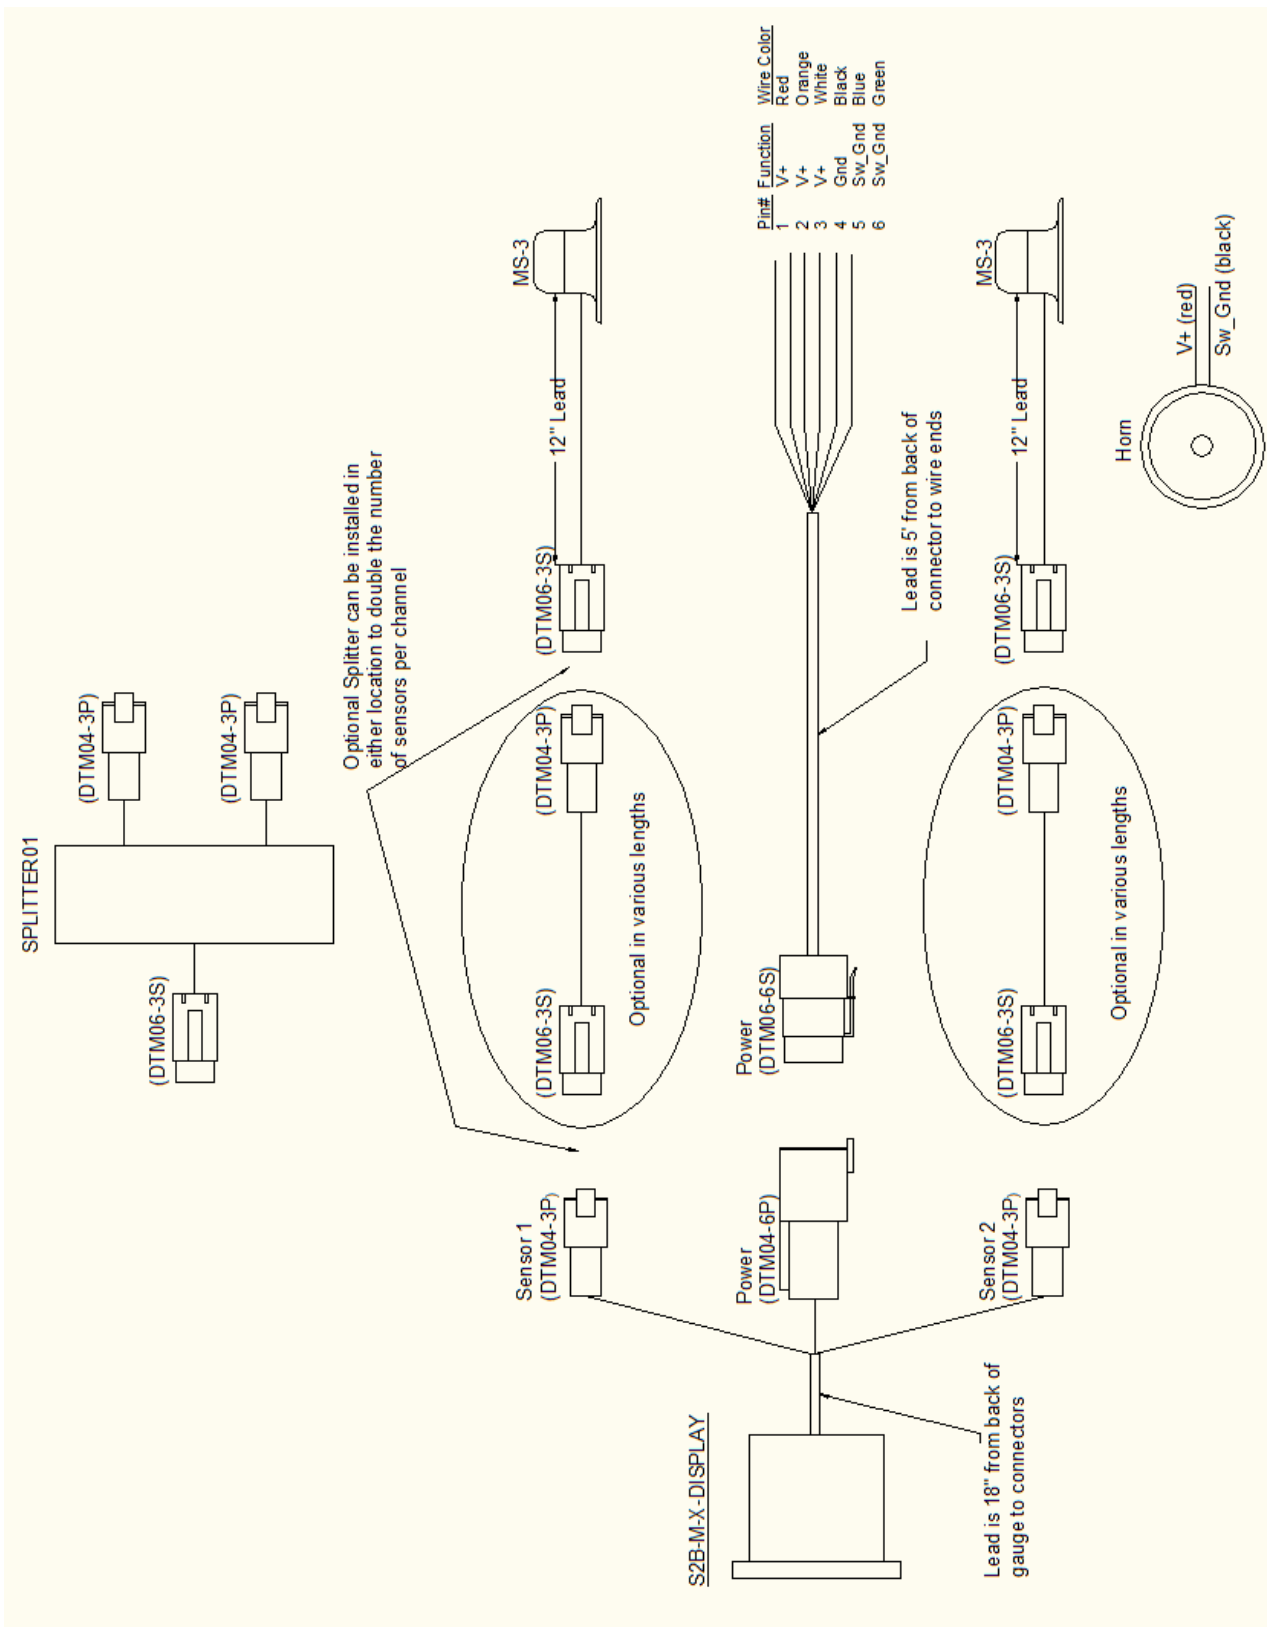 SPLITTER01
(DTM06-3S)
(DTM04-3P)
(DTM04-3P)
Optional Splitter can be installed in
either location to double the number
of sensors per channel
Sensor 1
(DTM04-3P)
(DTM06-3S)
(DTM04-3P)
Optional in various lengths
(DTM06-3S)
12" Lead
MS-3
S2B-M-X-DISPLAY
Power
(DTM04-6P)
Power
(DTM06-6S)
Pin# Function Wire Color
1 V+ Red
2 V+ Orange
3 V+ White
4 Gnd Black
5 Sw_Gnd Blue
6 Sw_Gnd Green
Lead is 5' from back of
connector to wire ends
Lead is 18" from back of
gauge to connectors
Sensor 2
(DTM04-3P)
(DTM06-3S)
(DTM04-3P)
Optional in various lengths
(DTM06-3S)
12" Lead
MS-3
Horn
V+ (red)
Sw_Gnd (black)